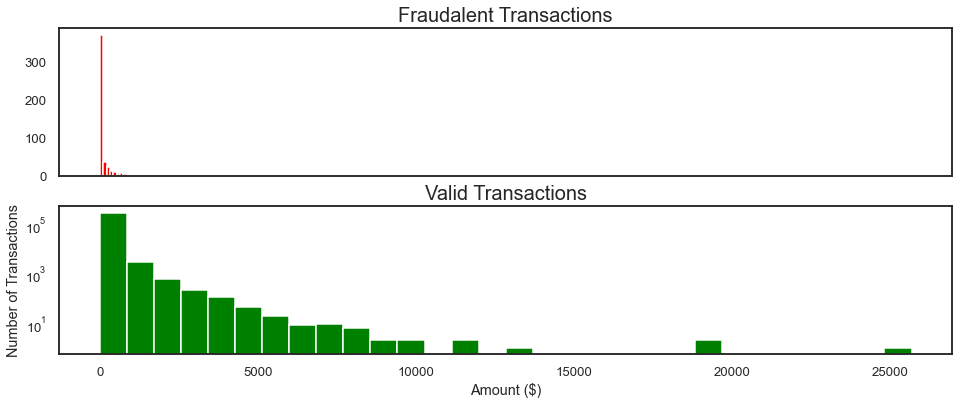 Fraudalent Transactions
300
200
100
0
Valid Transactions
Number of Transactions
10^5
10^3
10^1
0 5000 10000 15000 20000 25000
Amount ($)